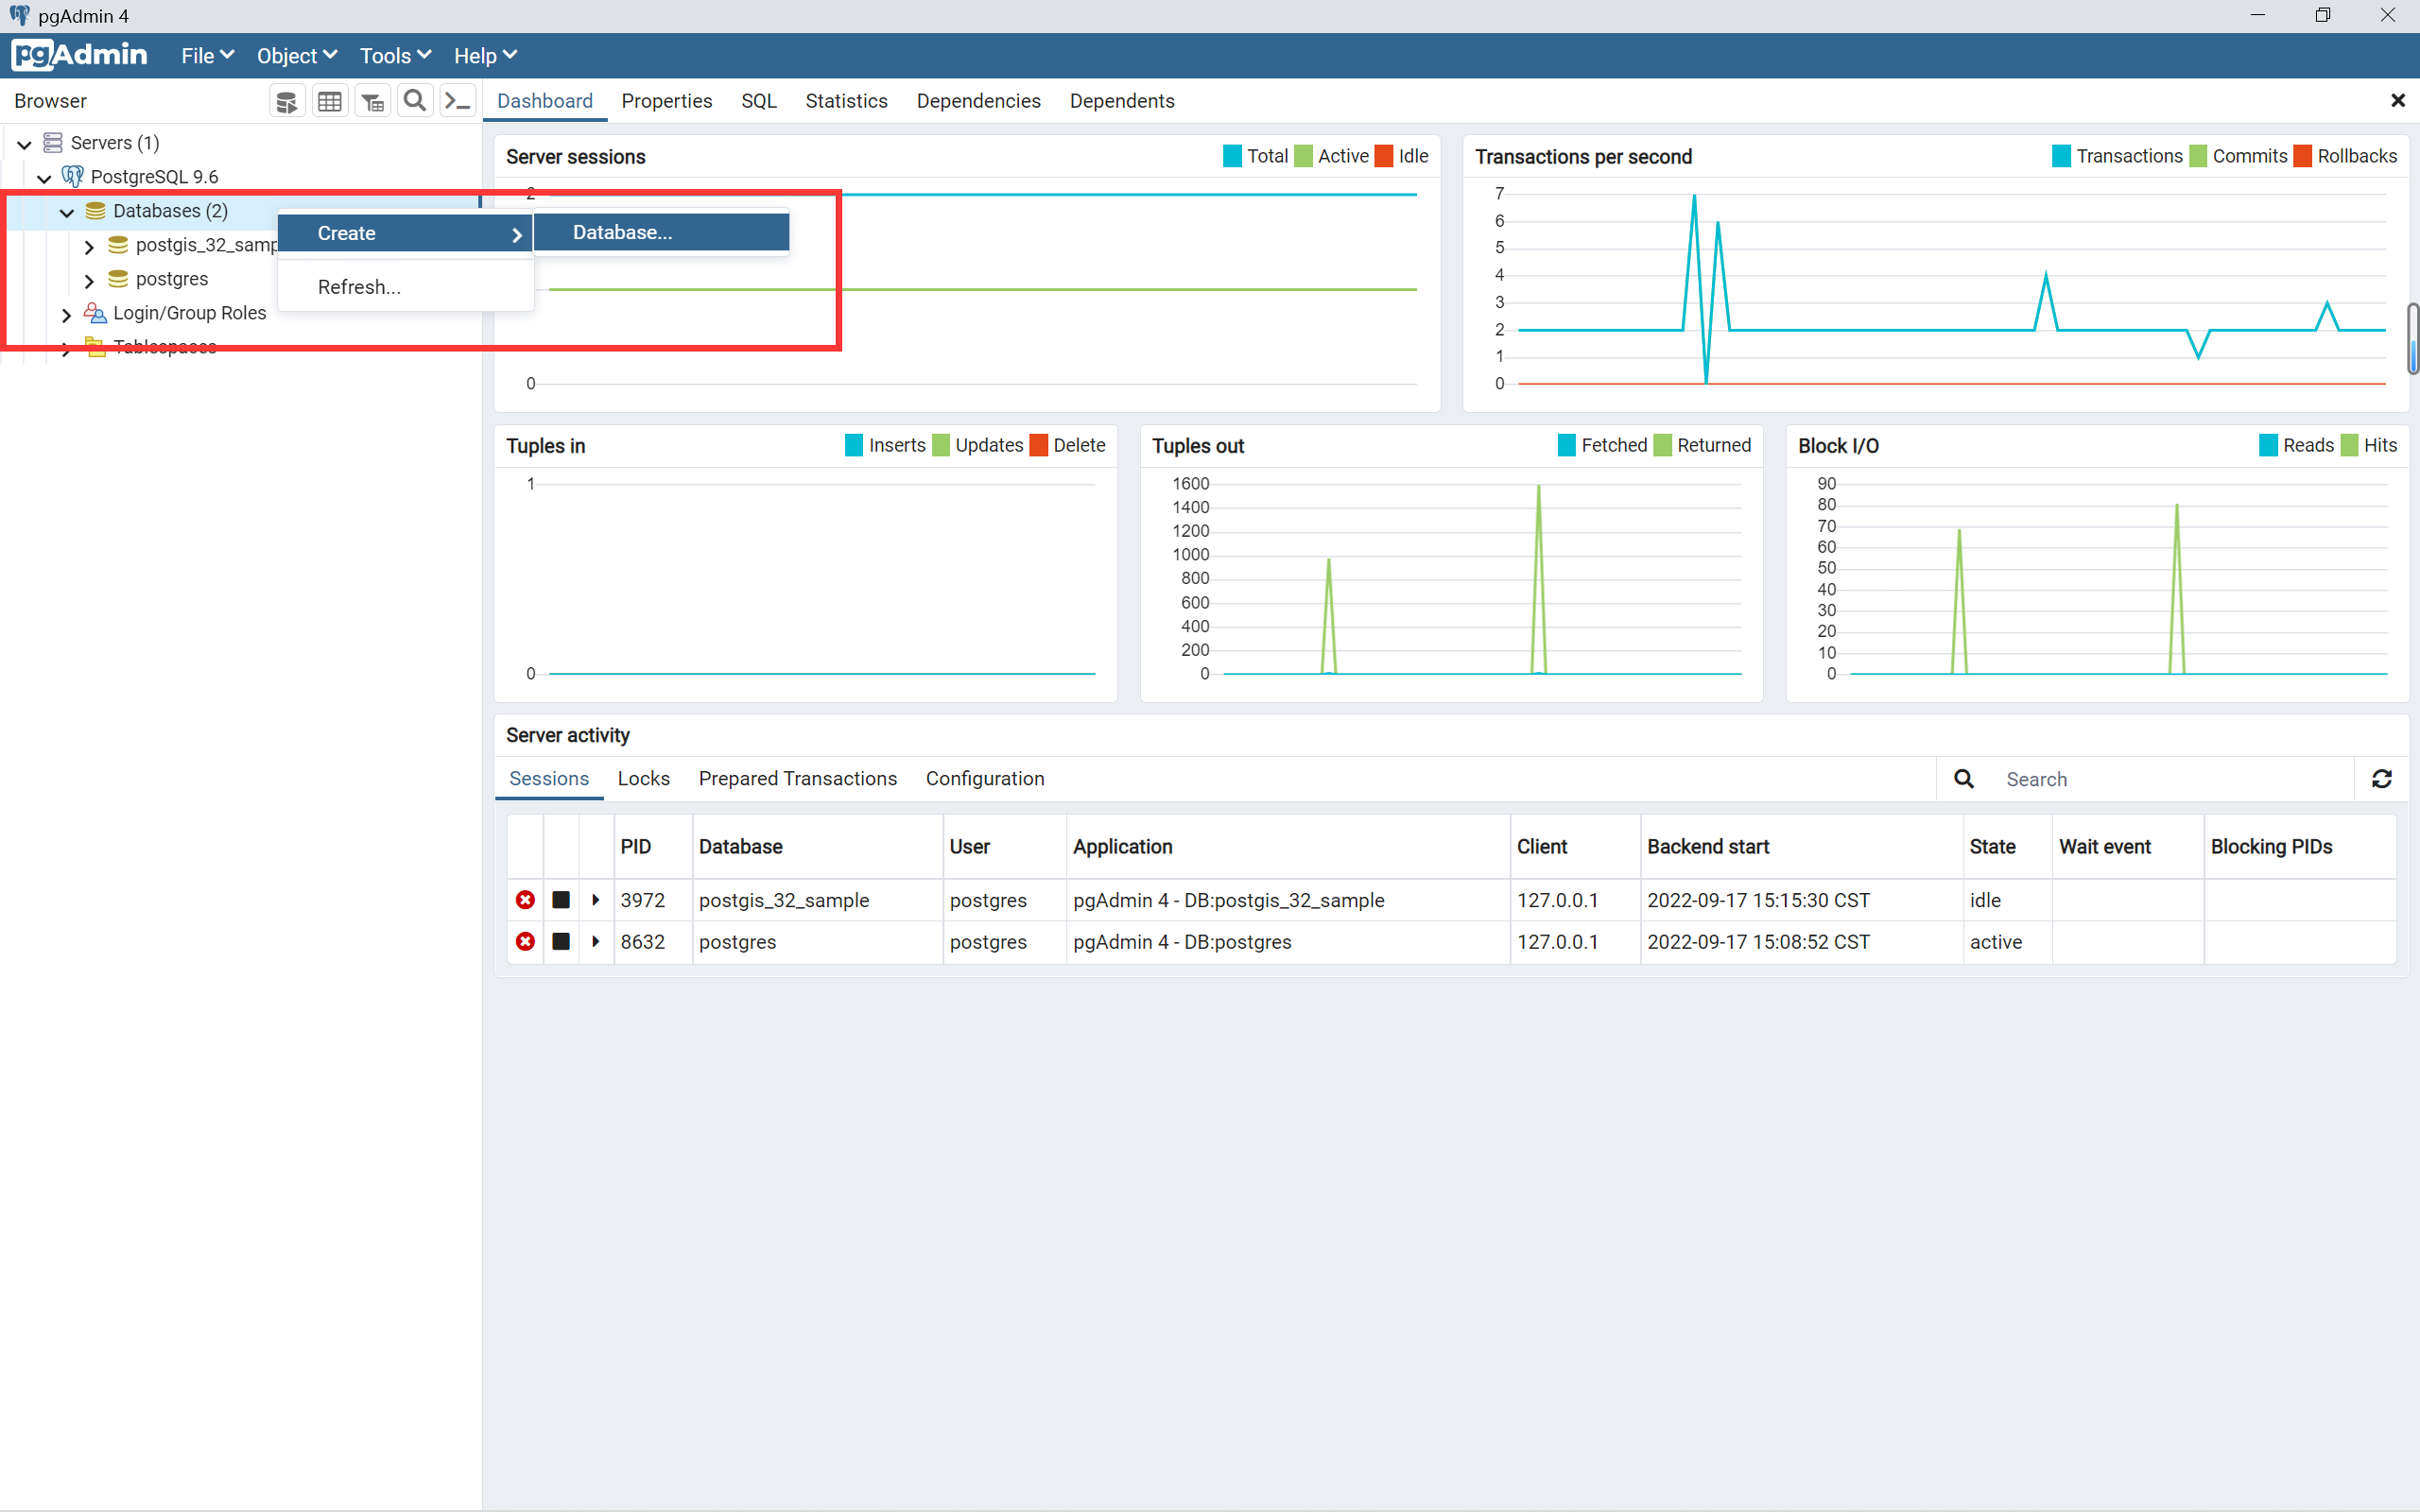 pgAdmin 4
pgAdmin File Object Tools Help
Browser
Dashboard Properties SQL Statistics Dependencies Dependents
Servers (1)
PostgreSQL 9.6
Databases (2)
postgis_32_samp
postgres
Login/Group Roles
Tablespaces
Create
Database...
Refresh...
Server sessions
Total Active Idle
2
0
Transactions per second
Transactions Commits Rollbacks
7
6
5
4
3
2
1
0
Tuples in
Inserts Updates Delete
1
0
Tuples out
Fetched Returned
1600
1400
1200
1000
800
600
400
200
0
Block I/O
Reads Hits
90
80
70
60
50
40
30
20
10
0
Server activity
Sessions Locks Prepared Transactions Configuration
Search
PID Database User Application Client Backend start State Wait event Blocking PIDs
3972 postgis_32_sample postgres pgAdmin 4 - DB:postgis_32_sample 127.0.0.1 2022-09-17 15:15:30 CST idle
8632 postgres postgres pgAdmin 4 - DB:postgres 127.0.0.1 2022-09-17 15:08:52 CST active